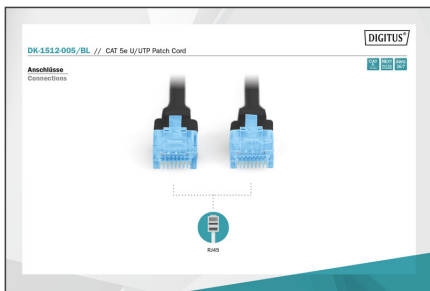 DIGITUS®
DK-1512-005/BL // CAT 5e U/UTP Patch Cord
Anschlüsse
Connections
RJ45